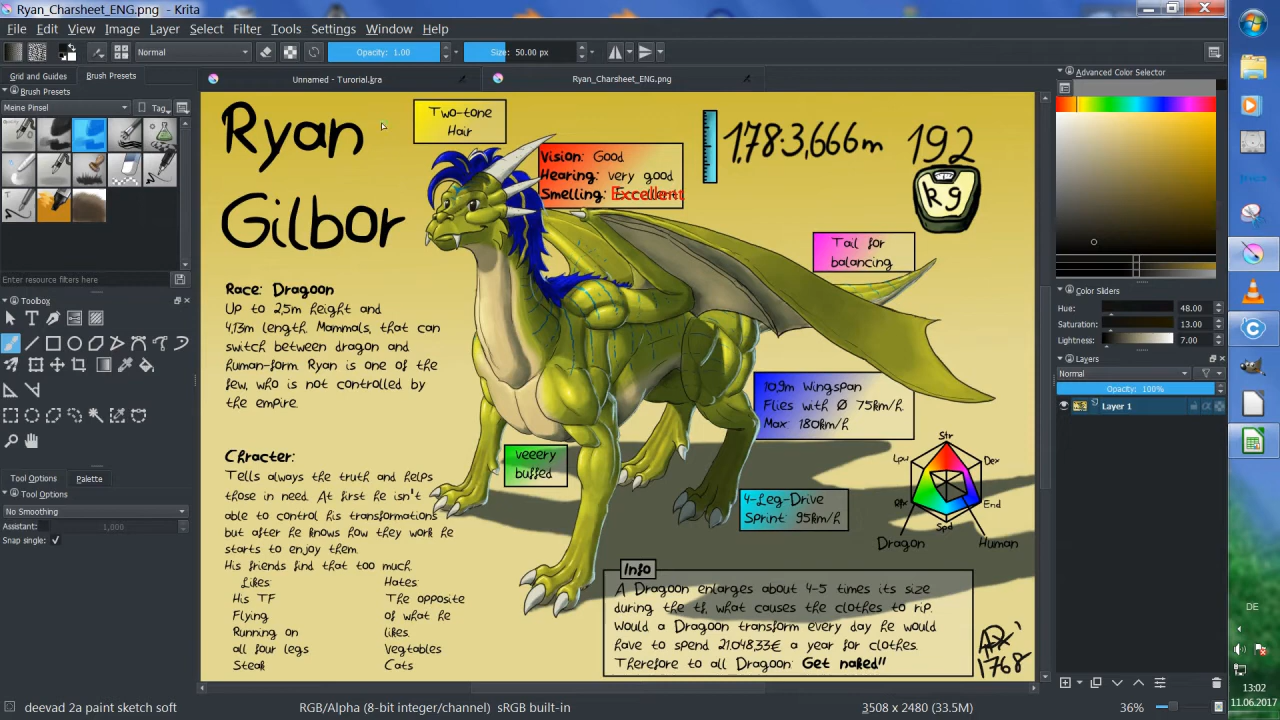 Ryan_Charsheet_ENG.png - Krita
File Edit View Image Layer Select Filter Tools Settings Window Help
Normal
Opacity: 1.00
Size: 50.00 px
Grid and Guides
Brush Presets
Unnamed - Turorial.kra
Ryan_Charsheet_ENG.png
Brush Presets
Meine Pinsel
Tag
Enter resource filters here
Toolbox
Tool Options
Palette
Tool Options
No Smoothing
Assistant:
1,000
Snap single:
Ryan
Gilbor
Two-tone
Hair
Vision: Good
Hearing: very good
Smelling: Excellent
1,78:3,666m
192
kg
Tail for
balancing
Race: Dragoon
Up to 2,5m height and
4,13m length. Mammals, that can
switch between dragon and
human-form. Ryan is one of the
few, who is not controlled by
the empire.
10,9m Wingspan
Flies with Ø 75km/h
Max 180km/h
veeery
buffed
4-Leg-Drive
Sprint: 95km/h
Chracter:
Tells always the truth and helps
those in need. At first he isn't
able to control his transformations
but after he knows how they work he
starts to enjoy them.
His friends find that too much.
Likes
His TF
Flying
Running on
all four legs
Steak
Hates
The opposite
of what he
likes.
Vegtables
Cats
Str
Dex
End
Spd
Rfx
Lpw
Dragon
Human
Info
A Dragoon enlarges about 4-5 times its size
during the tf, what causes the clothes to rip.
Would a Dragoon transform every day he would
have to spend 21.048,33€ a year for clothes.
Therefore to all Dragoon: Get naked!!
1768
Advanced Color Selector
Color Sliders
Hue:
48.00
Saturation:
13.00
Lightness:
7.00
Layers
Normal
Opacity: 100%
Layer 1
deevad 2a paint sketch soft
RGB/Alpha (8-bit integer/channel) sRGB built-in
3508 x 2480 (33.5M)
36%
DE
13:02
11.06.2017